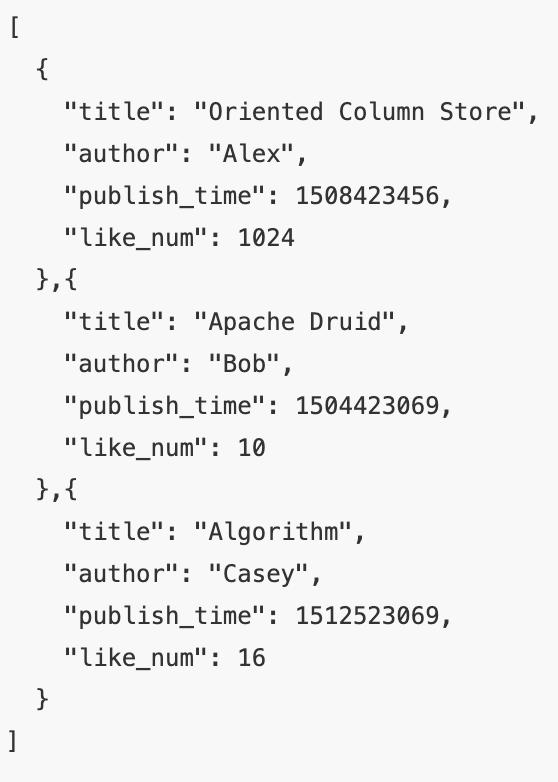 [
  {
    "title": "Oriented Column Store",
    "author": "Alex",
    "publish_time": 1508423456,
    "like_num": 1024
  },{
    "title": "Apache Druid",
    "author": "Bob",
    "publish_time": 1504423069,
    "like_num": 10
  },{
    "title": "Algorithm",
    "author": "Casey",
    "publish_time": 1512523069,
    "like_num": 16
  }
]